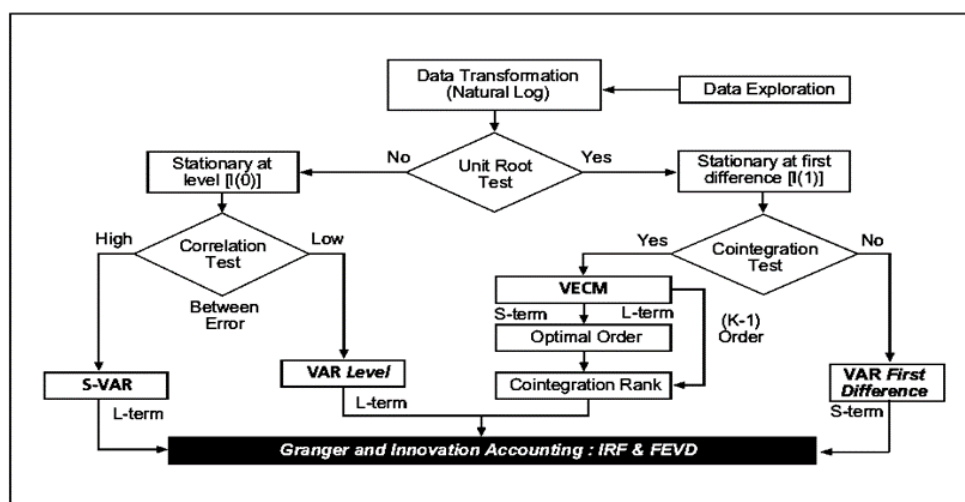 Data Transformation
(Natural Log)
Data Exploration
No
Unit Root
Test
Yes
Stationary at
level [I(0)]
Stationary at first
difference [I(1)]
High
Correlation
Test
Low
Between
Error
Yes
Cointegration
Test
No
VECM
S-term
L-term
(K-1)
Order
Optimal Order
Cointegration Rank
S-VAR
L-term
VAR Level
L-term
VAR First
Difference
S-term
Granger and Innovation Accounting : IRF & FEVD